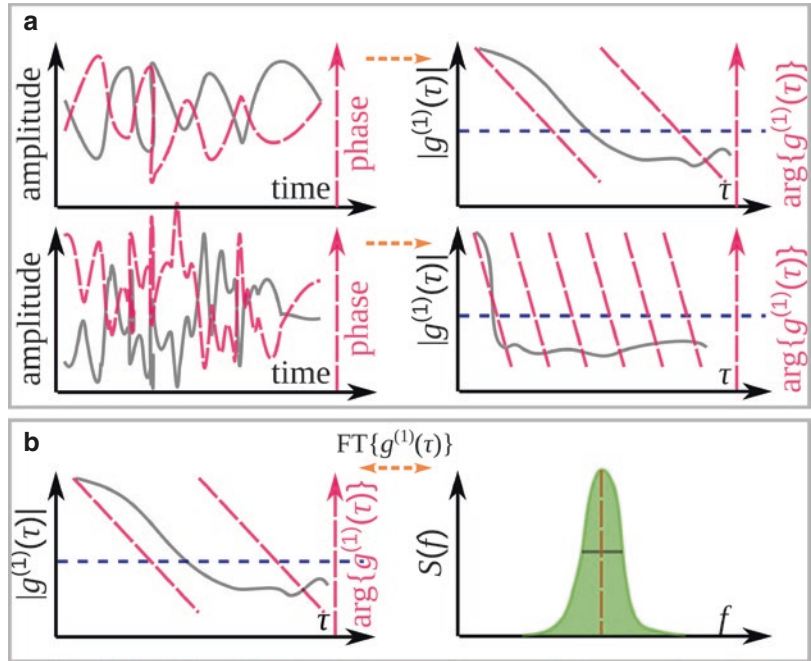 a
amplitude
phase
time
|g⁽¹⁾(τ)|
arg{g⁽¹⁾(τ)}
τ
amplitude
phase
time
|g⁽¹⁾(τ)|
arg{g⁽¹⁾(τ)}
τ
b
FT{g⁽¹⁾(τ)}
|g⁽¹⁾(τ)|
arg{g⁽¹⁾(τ)}
τ
S(f)
f